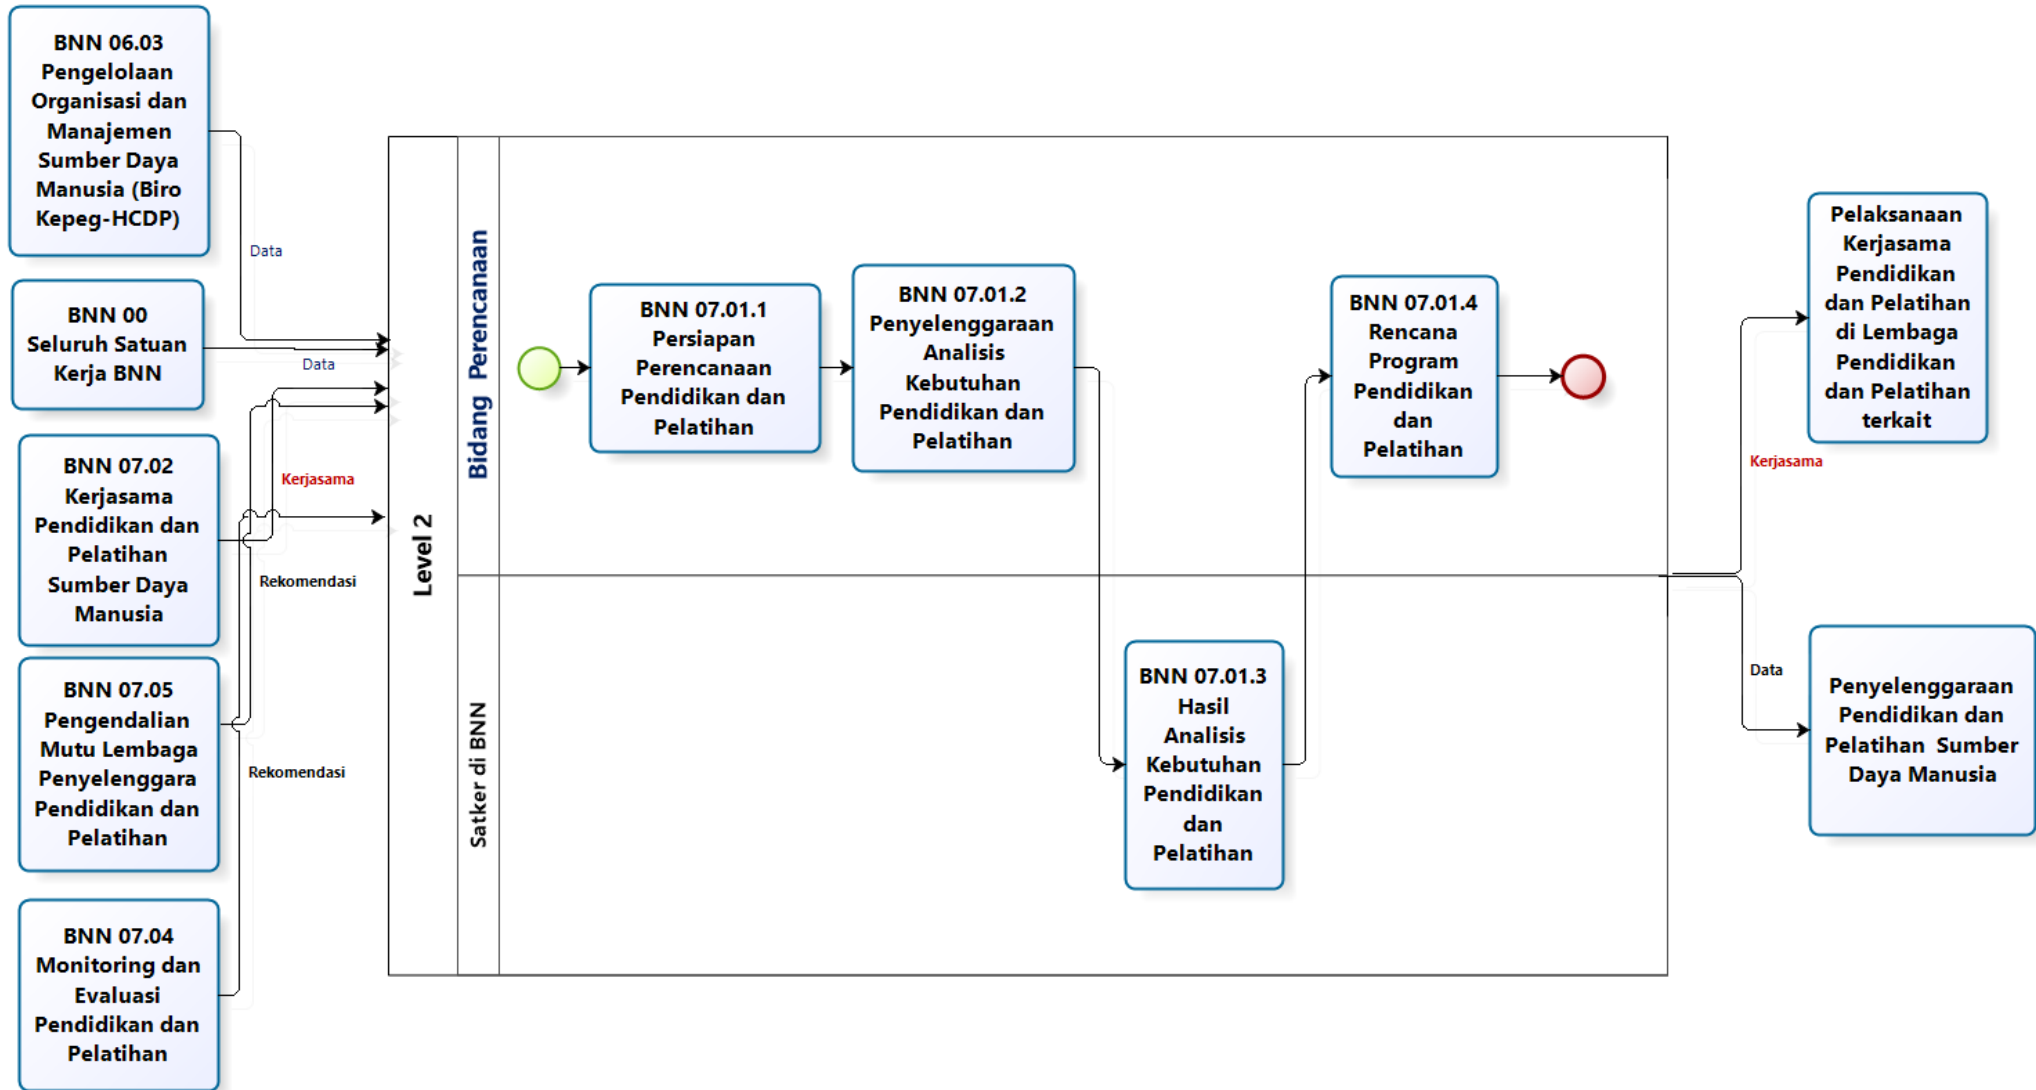 BNN 06.03
Pengelolaan
Organisasi dan
Manajemen
Sumber Daya
Manusia (Biro
Kepeg-HCDP)
Data
BNN 00
Seluruh Satuan
Kerja BNN
Data
BNN 07.02
Kerjasama
Pendidikan dan
Pelatihan
Sumber Daya
Manusia
Kerjasama
Rekomendasi
BNN 07.05
Pengendalian
Mutu Lembaga
Penyelenggara
Pendidikan dan
Pelatihan
Rekomendasi
BNN 07.04
Monitoring dan
Evaluasi
Pendidikan dan
Pelatihan
Level 2
Bidang Perencanaan
BNN 07.01.1
Persiapan
Perencanaan
Pendidikan dan
Pelatihan
BNN 07.01.2
Penyelenggaraan
Analisis
Kebutuhan
Pendidikan dan
Pelatihan
BNN 07.01.4
Rencana
Program
Pendidikan
dan
Pelatihan
Satker di BNN
BNN 07.01.3
Hasil
Analisis
Kebutuhan
Pendidikan
dan
Pelatihan
Pelaksanaan
Kerjasama
Pendidikan
dan Pelatihan
di Lembaga
Pendidikan
dan Pelatihan
terkait
Kerjasama
Data
Penyelenggaraan
Pendidikan dan
Pelatihan Sumber
Daya Manusia